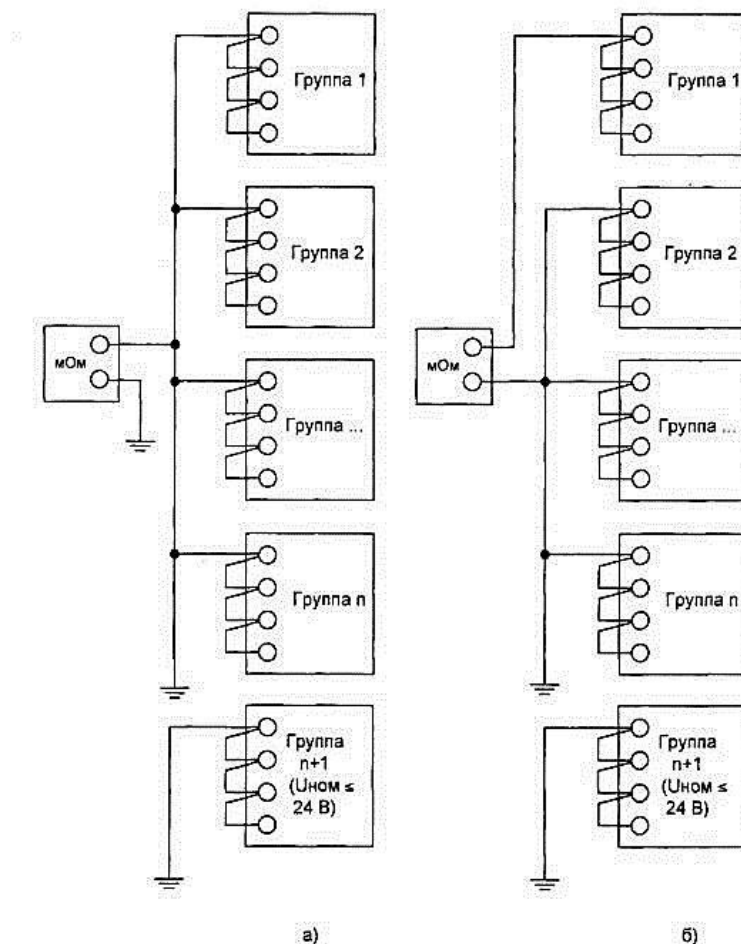 Группа 1
Группа 2
мОм
Группа ...
Группа n
Группа
n+1
(Uном ≤
24 В)
а)
Группа 1
Группа 2
мОм
Группа ...
Группа n
Группа
n+1
(Uном ≤
24 В)
б)